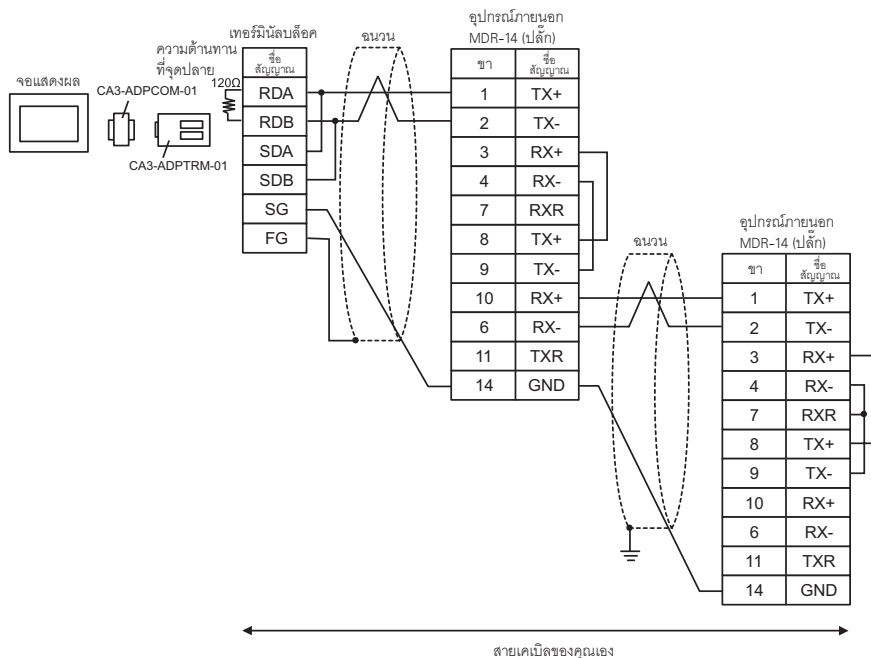 จอแสดงผล
CA3-ADPCOM-01
CA3-ADPTRM-01
ความต้านทาน
ที่จุดปลาย
120Ω
เทอร์มินัลบล็อค
ชื่อ
สัญญาณ
RDA
RDB
SDA
SDB
SG
FG
ฉนวน
อุปกรณ์ภายนอก
MDR-14 (ปลั๊ก)
ขา ชื่อ
สัญญาณ
1 TX+
2 TX-
3 RX+
4 RX-
7 RXR
8 TX+
9 TX-
10 RX+
6 RX-
11 TXR
14 GND
ฉนวน
อุปกรณ์ภายนอก
MDR-14 (ปลั๊ก)
ขา ชื่อ
สัญญาณ
1 TX+
2 TX-
3 RX+
4 RX-
7 RXR
8 TX+
9 TX-
10 RX+
6 RX-
11 TXR
14 GND
สายเคเบิลของคุณเอง